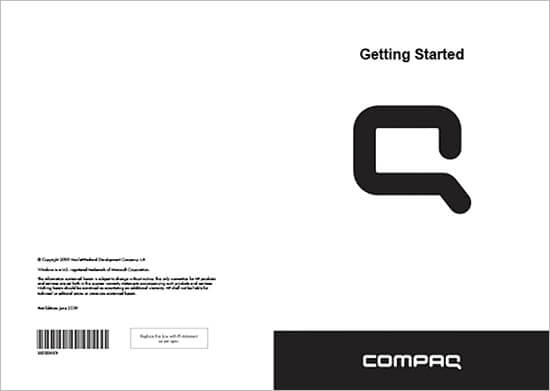 Getting Started
© Copyright 2009 Hewlett-Packard Development Company, L.P.
Windows is a U.S. registered trademark of Microsoft Corporation.
The information contained herein is subject to change without notice. The only warranties for HP products
and services are set forth in the express warranty statements accompanying such products and services.
Nothing herein should be construed as constituting an additional warranty. HP shall not be liable for
technical or editorial errors or omissions contained herein.
First Edition: June 2009
Replace this box with PI statement
as per spec.
COMPAQ